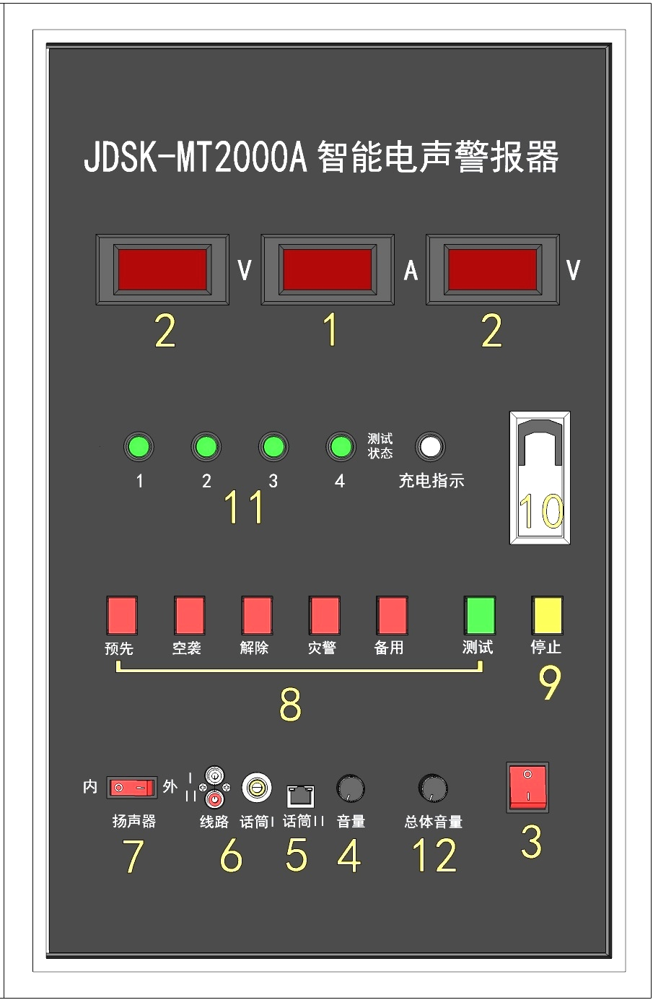 JDSK-MT2000A 智能电声警报器
V A V
2 1 2
测试
状态
1 2 3 4 充电指示
11
10
预先 空袭 解除 灾警 备用 测试 停止
8 9
内 外 I
II
扬声器 线路 话筒I 话筒II 音量 总体音量
7 6 5 4 12 3